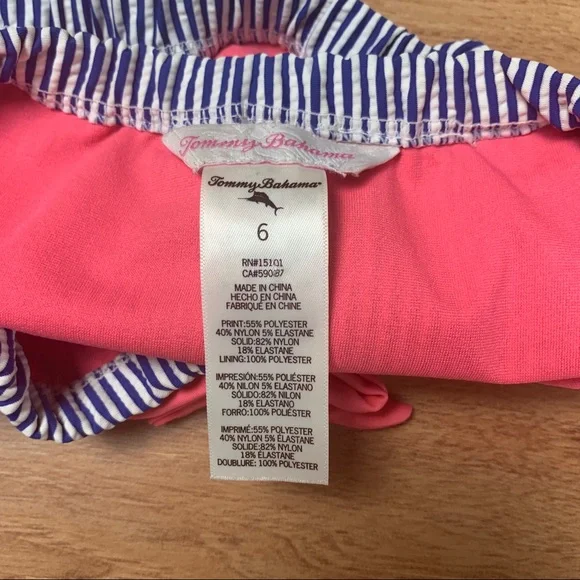 Tommy Bahama
Tommy Bahama
6
RN#15101
CA#59087
MADE IN CHINA
HECHO EN CHINA
FABRIQUÉ EN CHINE
PRINT:55% POLYESTER
40% NYLON 5% ELASTANE
SOLID:82% NYLON
18% ELASTANE
LINING:100% POLYESTER
IMPRESIÓN:55% POLIÉSTER
40% NILON 5% ELASTANO
SÓLIDO:82% NILON
18% ELASTANO
FORRO:100% POLIÉSTER
IMPRIMÉ:55% POLYESTER
40% NYLON 5% ELASTANE
SOLIDE:82% NYLON
18% ELASTANE
DOUBLURE: 100% POLYESTER